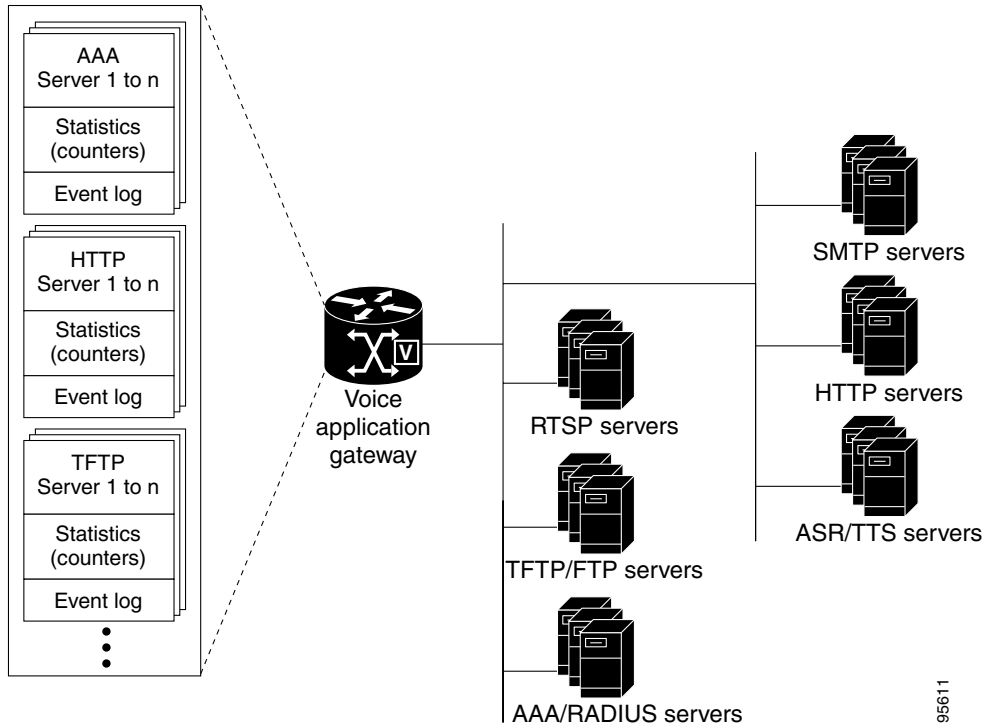 AAA
Server 1 to n
Statistics
(counters)
Event log
HTTP
Server 1 to n
Statistics
(counters)
Event log
TFTP
Server 1 to n
Statistics
(counters)
Event log
V
Voice
application
gateway
RTSP servers
TFTP/FTP servers
AAA/RADIUS servers
SMTP servers
HTTP servers
ASR/TTS servers
95611